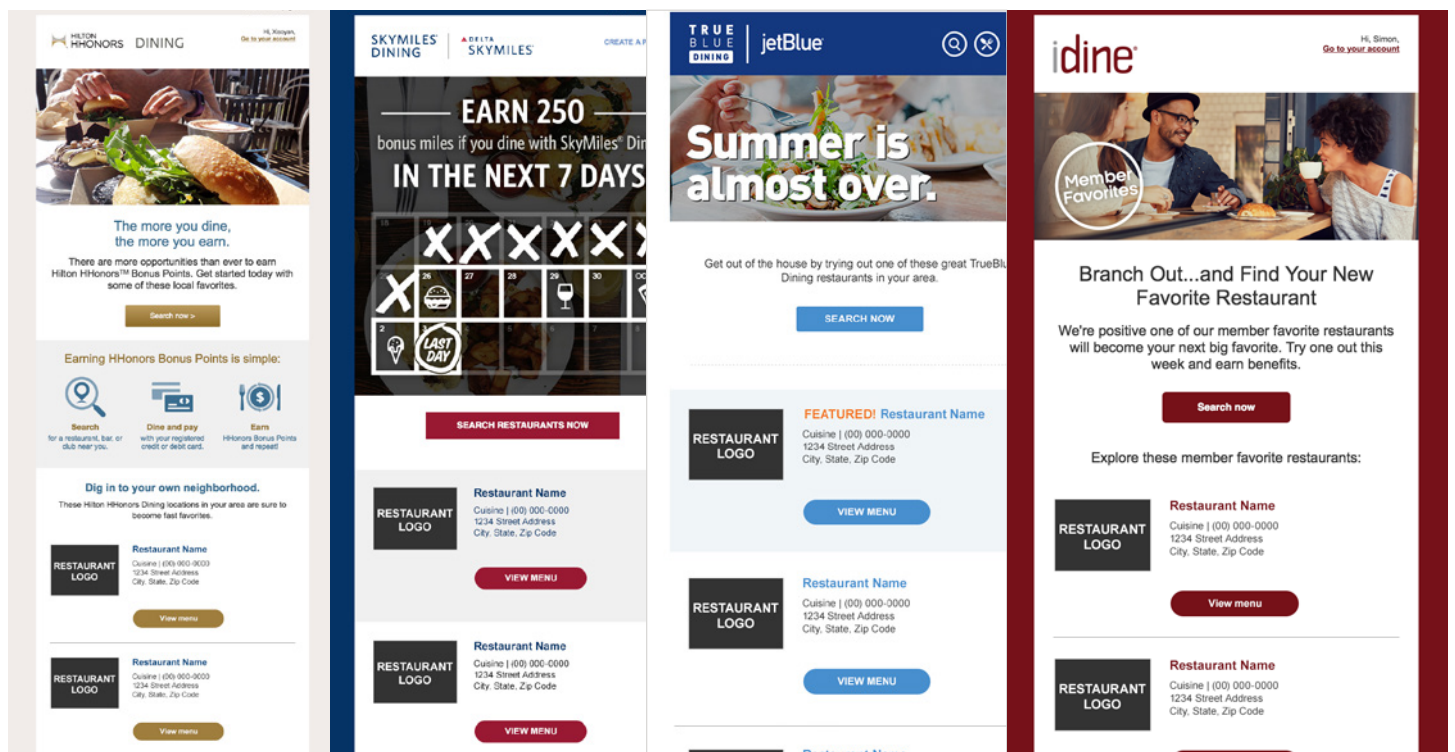 HILTON
HHONORS DINING
Hi, Xiaoyan,
Go to your account
The more you dine,
the more you earn.
There are more opportunities than ever to earn
Hilton HHonors™ Bonus Points. Get started today with
some of these local favorites.
Search now >
Earning HHonors Bonus Points is simple:
Search
for a restaurant, bar, or
club near you.
Dine and pay
with your registered
credit or debit card.
Earn
HHonors Bonus Points
and repeat!
Dig in to your own neighborhood.
These Hilton HHonors Dining locations in your area are sure to
become fast favorites.
RESTAURANT
LOGO
Restaurant Name
Cuisine | (00) 000-0000
1234 Street Address
City, State, Zip Code
View menu
RESTAURANT
LOGO
Restaurant Name
Cuisine | (00) 000-0000
1234 Street Address
City, State, Zip Code
View menu
SKYMILES
DINING
DELTA
SKYMILES
CREATE A
EARN 250
bonus miles if you dine with SkyMiles® Din
IN THE NEXT 7 DAYS
26 27 28 29 30
2
LAST
DAY
SEARCH RESTAURANTS NOW
RESTAURANT
LOGO
Restaurant Name
Cuisine | (00) 000-0000
1234 Street Address
City, State, Zip Code
VIEW MENU
RESTAURANT
LOGO
Restaurant Name
Cuisine | (00) 000-0000
1234 Street Address
City, State, Zip Code
VIEW MENU
TRUE
BLUE
DINING
jetBlue
Summer is
almost over.
Get out of the house by trying out one of these great TrueBlu
Dining restaurants in your area.
SEARCH NOW
RESTAURANT
LOGO
FEATURED! Restaurant Name
Cuisine | (00) 000-0000
1234 Street Address
City, State, Zip Code
VIEW MENU
RESTAURANT
LOGO
Restaurant Name
Cuisine | (00) 000-0000
1234 Street Address
City, State, Zip Code
VIEW MENU
idine
Hi, Simon,
Go to your account
Member
Favorites
Branch Out...and Find Your New
Favorite Restaurant
We're positive one of our member favorite restaurants
will become your next big favorite. Try one out this
week and earn benefits.
Search now
Explore these member favorite restaurants:
RESTAURANT
LOGO
Restaurant Name
Cuisine | (00) 000-0000
1234 Street Address
City, State, Zip Code
View menu
RESTAURANT
LOGO
Restaurant Name
Cuisine | (00) 000-0000
1234 Street Address
City, State, Zip Code